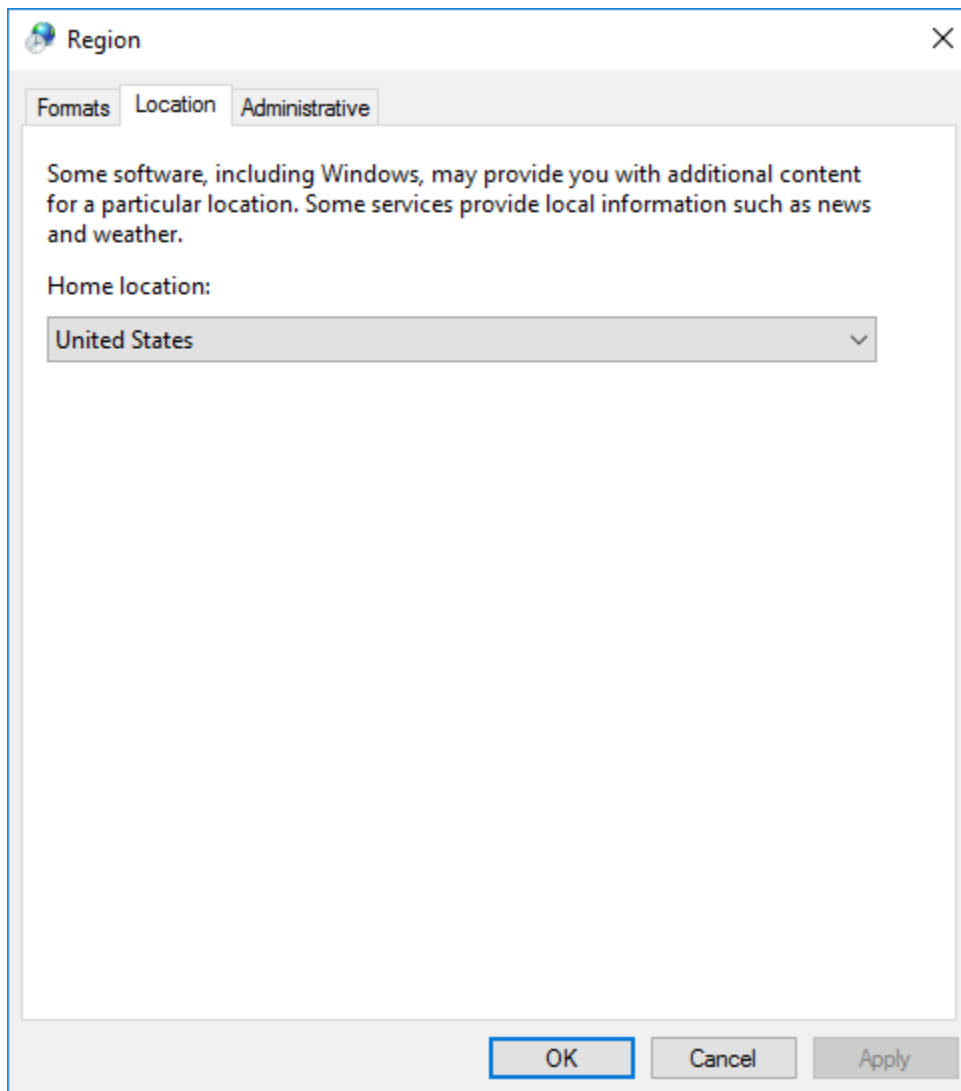 Region
Formats
Location
Administrative
Some software, including Windows, may provide you with additional content
for a particular location. Some services provide local information such as news
and weather.
Home location:
United States
OK
Cancel
Apply